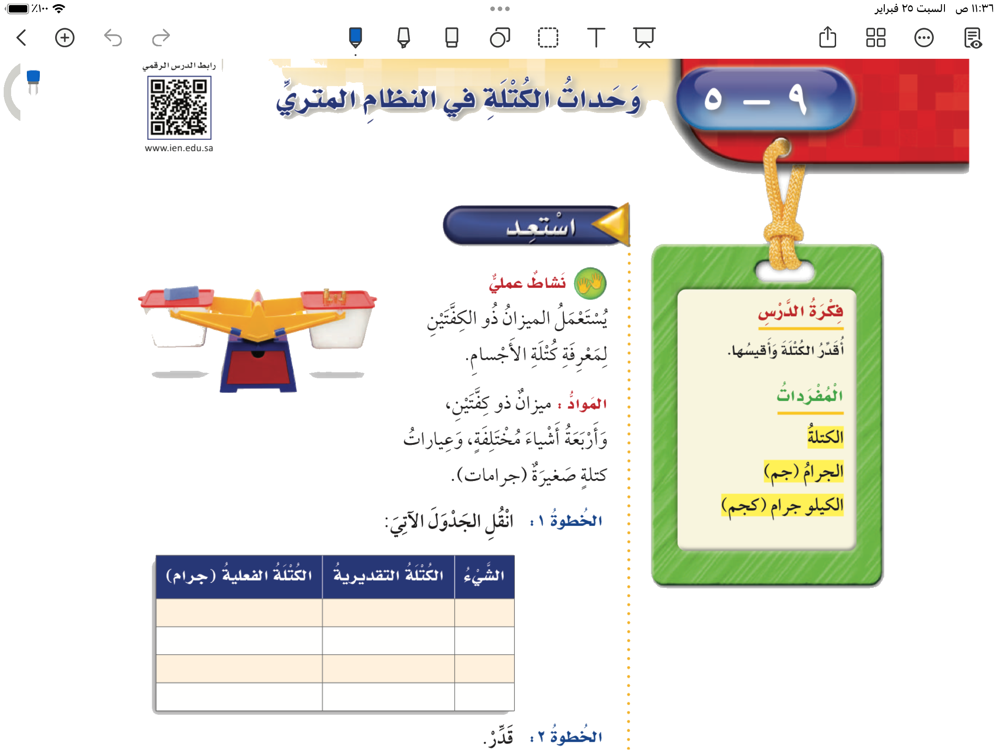 ١١:٣٦ ص السبت ٢٥ فبراير
٪١٠٠
رابط الدرس الرقمي
www.ien.edu.sa
٩ – ٥
وَحَداتُ الكُتْلَةِ في النظامِ المتريِّ
فِكْرَةُ الدَّرْسِ
أُقَدِّرُ الكُتْلَةَ وَأَقيسُها.
الْمُفْرَداتُ
الكتلةُ
الجرامُ (جم)
الكيلو جرام (كجم)
اسْتَعِد
نَشاطٌ عمليٌّ
يُسْتَعْمَلُ الميزانُ ذُو الكِفَّتَيْنِ
لِمَعْرِفَةِ كُتْلَةِ الأَجْسامِ.
المَوادُّ : ميزانٌ ذو كِفَّتَيْنِ،
وَأَرْبَعَةُ أَشْياءَ مُخْتَلِفَةٍ، وَعِياراتُ
كتلةٍ صَغيرَةٌ (جرامات).
الخُطوةُ ١: انْقُلِ الجَدْوَلَ الآتِيَ:
الشَّيْءُ الكُتْلَةُ التقديريةُ الكُتْلَةُ الفعليةُ (جرام)
الخُطوةُ ٢: قَدِّرْ.